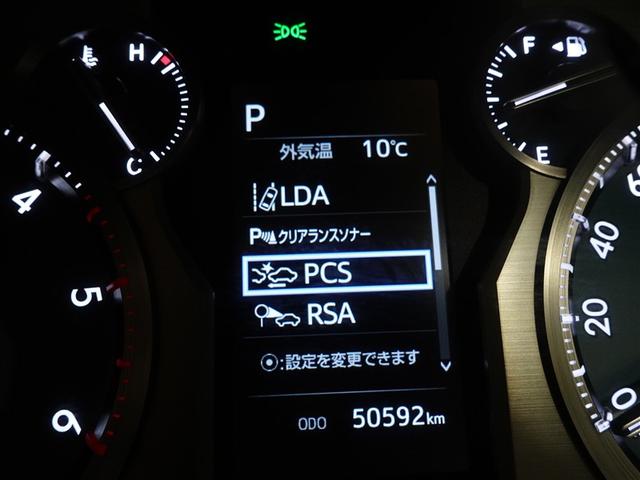 H
C
F
E
P
外気温 10℃
LDA
P クリアランスソナー
PCS
RSA
⦿:設定を変更できます
ODO 50592km
4
5
6
60
40
20
0